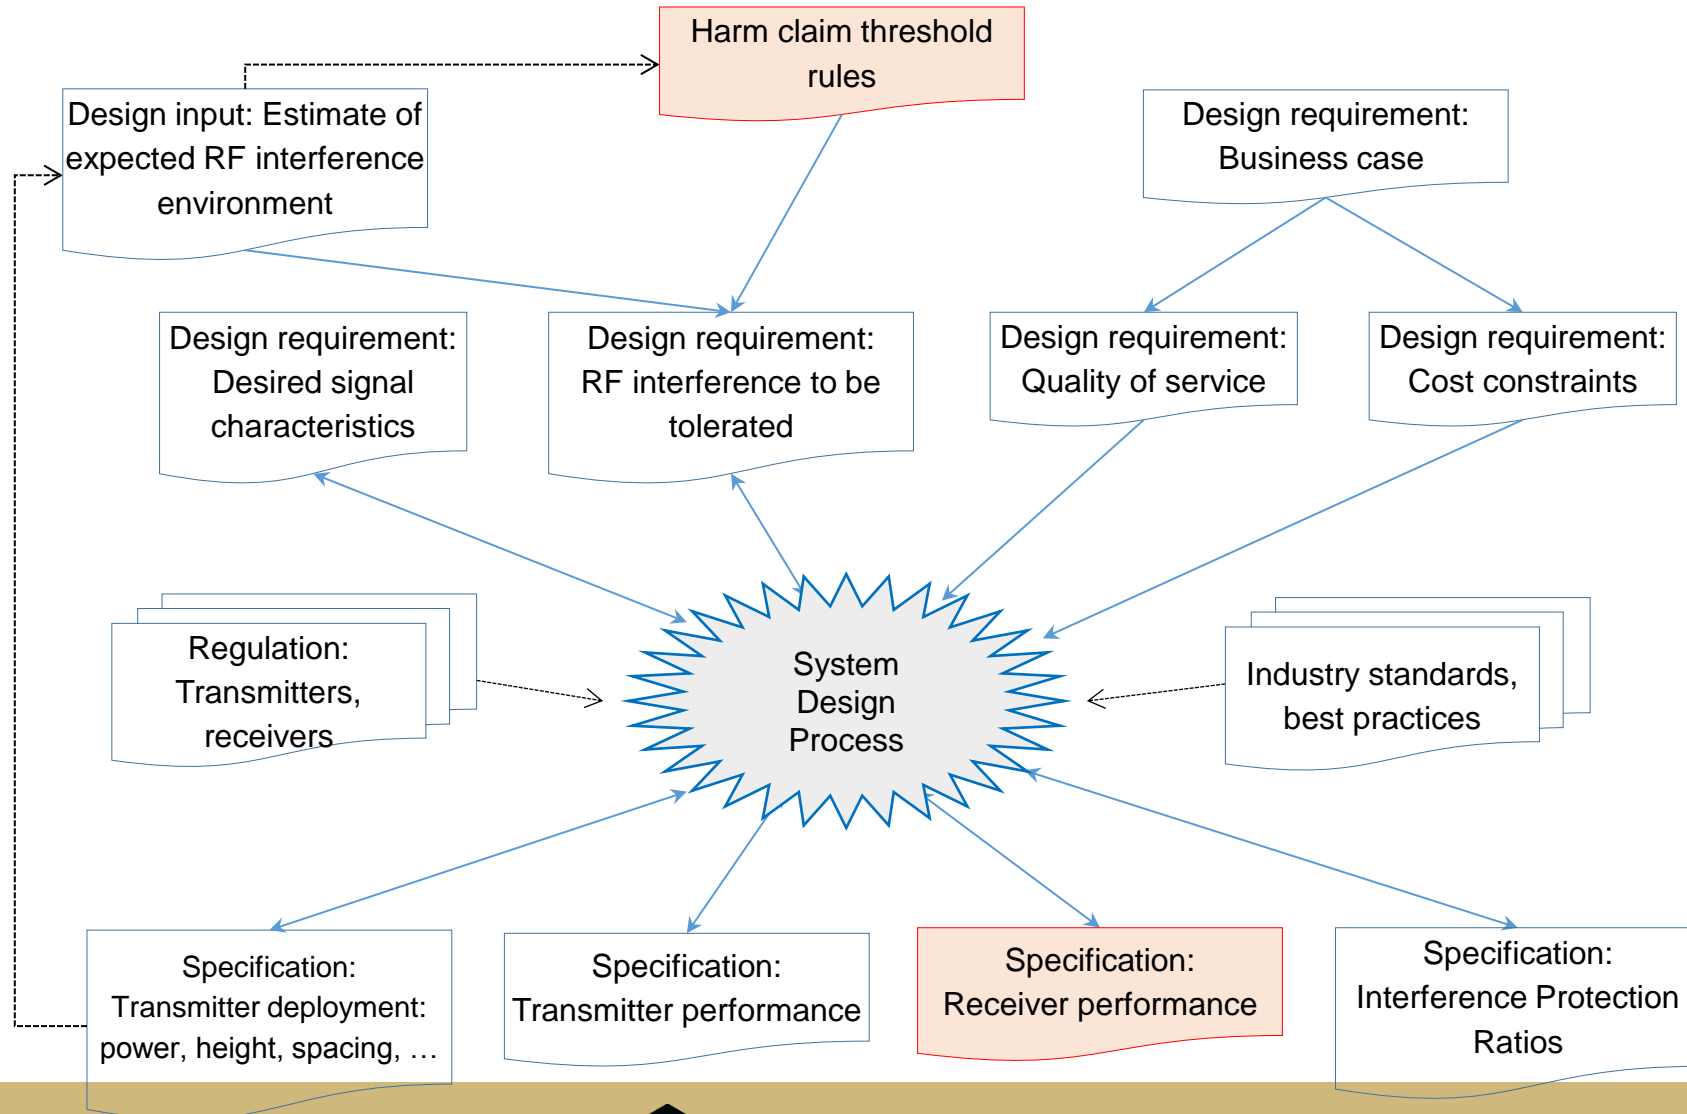 Harm claim threshold
rules
Design input: Estimate of
expected RF interference
environment
Design requirement:
Business case
Design requirement:
Desired signal
characteristics
Design requirement:
RF interference to be
tolerated
Design requirement:
Quality of service
Design requirement:
Cost constraints
Regulation:
Transmitters,
receivers
System
Design
Process
Industry standards,
best practices
Specification:
Transmitter deployment:
power, height, spacing, …
Specification:
Transmitter performance
Specification:
Receiver performance
Specification:
Interference Protection
Ratios